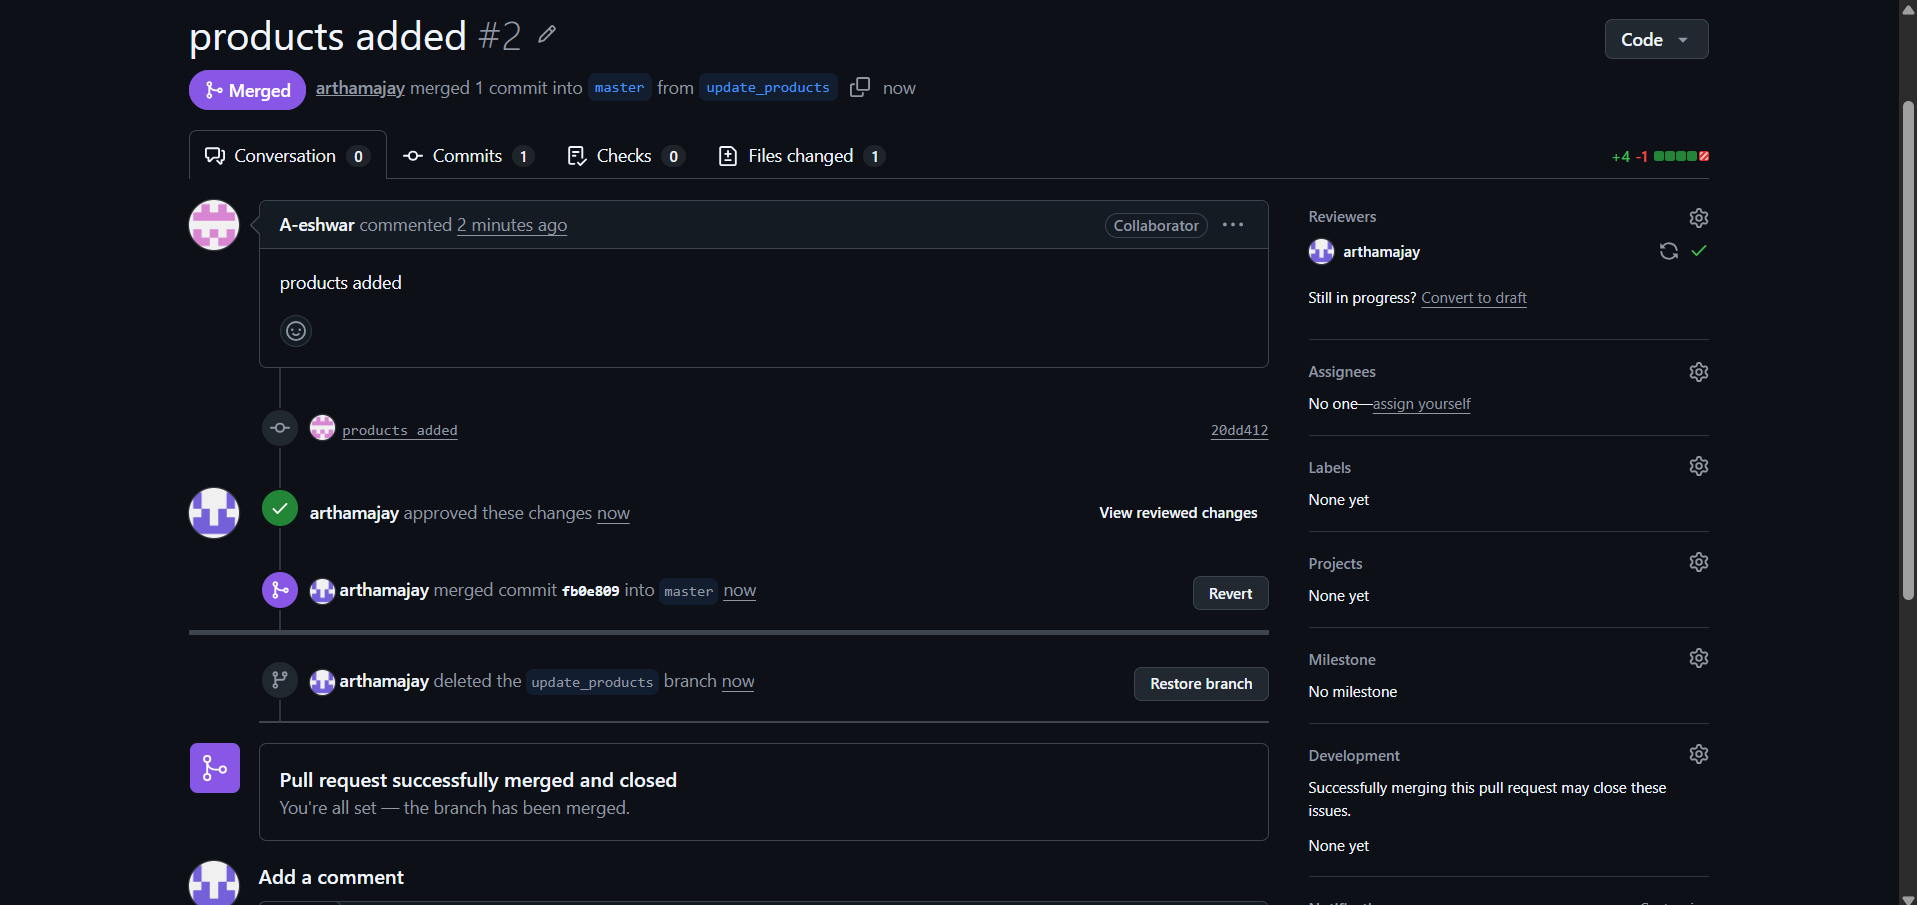 products added #2
Code
Merged
arthamajay merged 1 commit into master from update_products now
Conversation 0
Commits 1
Checks 0
Files changed 1
+4 -1
A-eshwar commented 2 minutes ago
Collaborator
products added
products added
20dd412
arthamajay approved these changes now
View reviewed changes
arthamajay merged commit fb0e809 into master now
Revert
arthamajay deleted the update_products branch now
Restore branch
Pull request successfully merged and closed
You're all set — the branch has been merged.
Add a comment
Reviewers
arthamajay
Still in progress? Convert to draft
Assignees
No one—assign yourself
Labels
None yet
Projects
None yet
Milestone
No milestone
Development
Successfully merging this pull request may close these
issues.
None yet